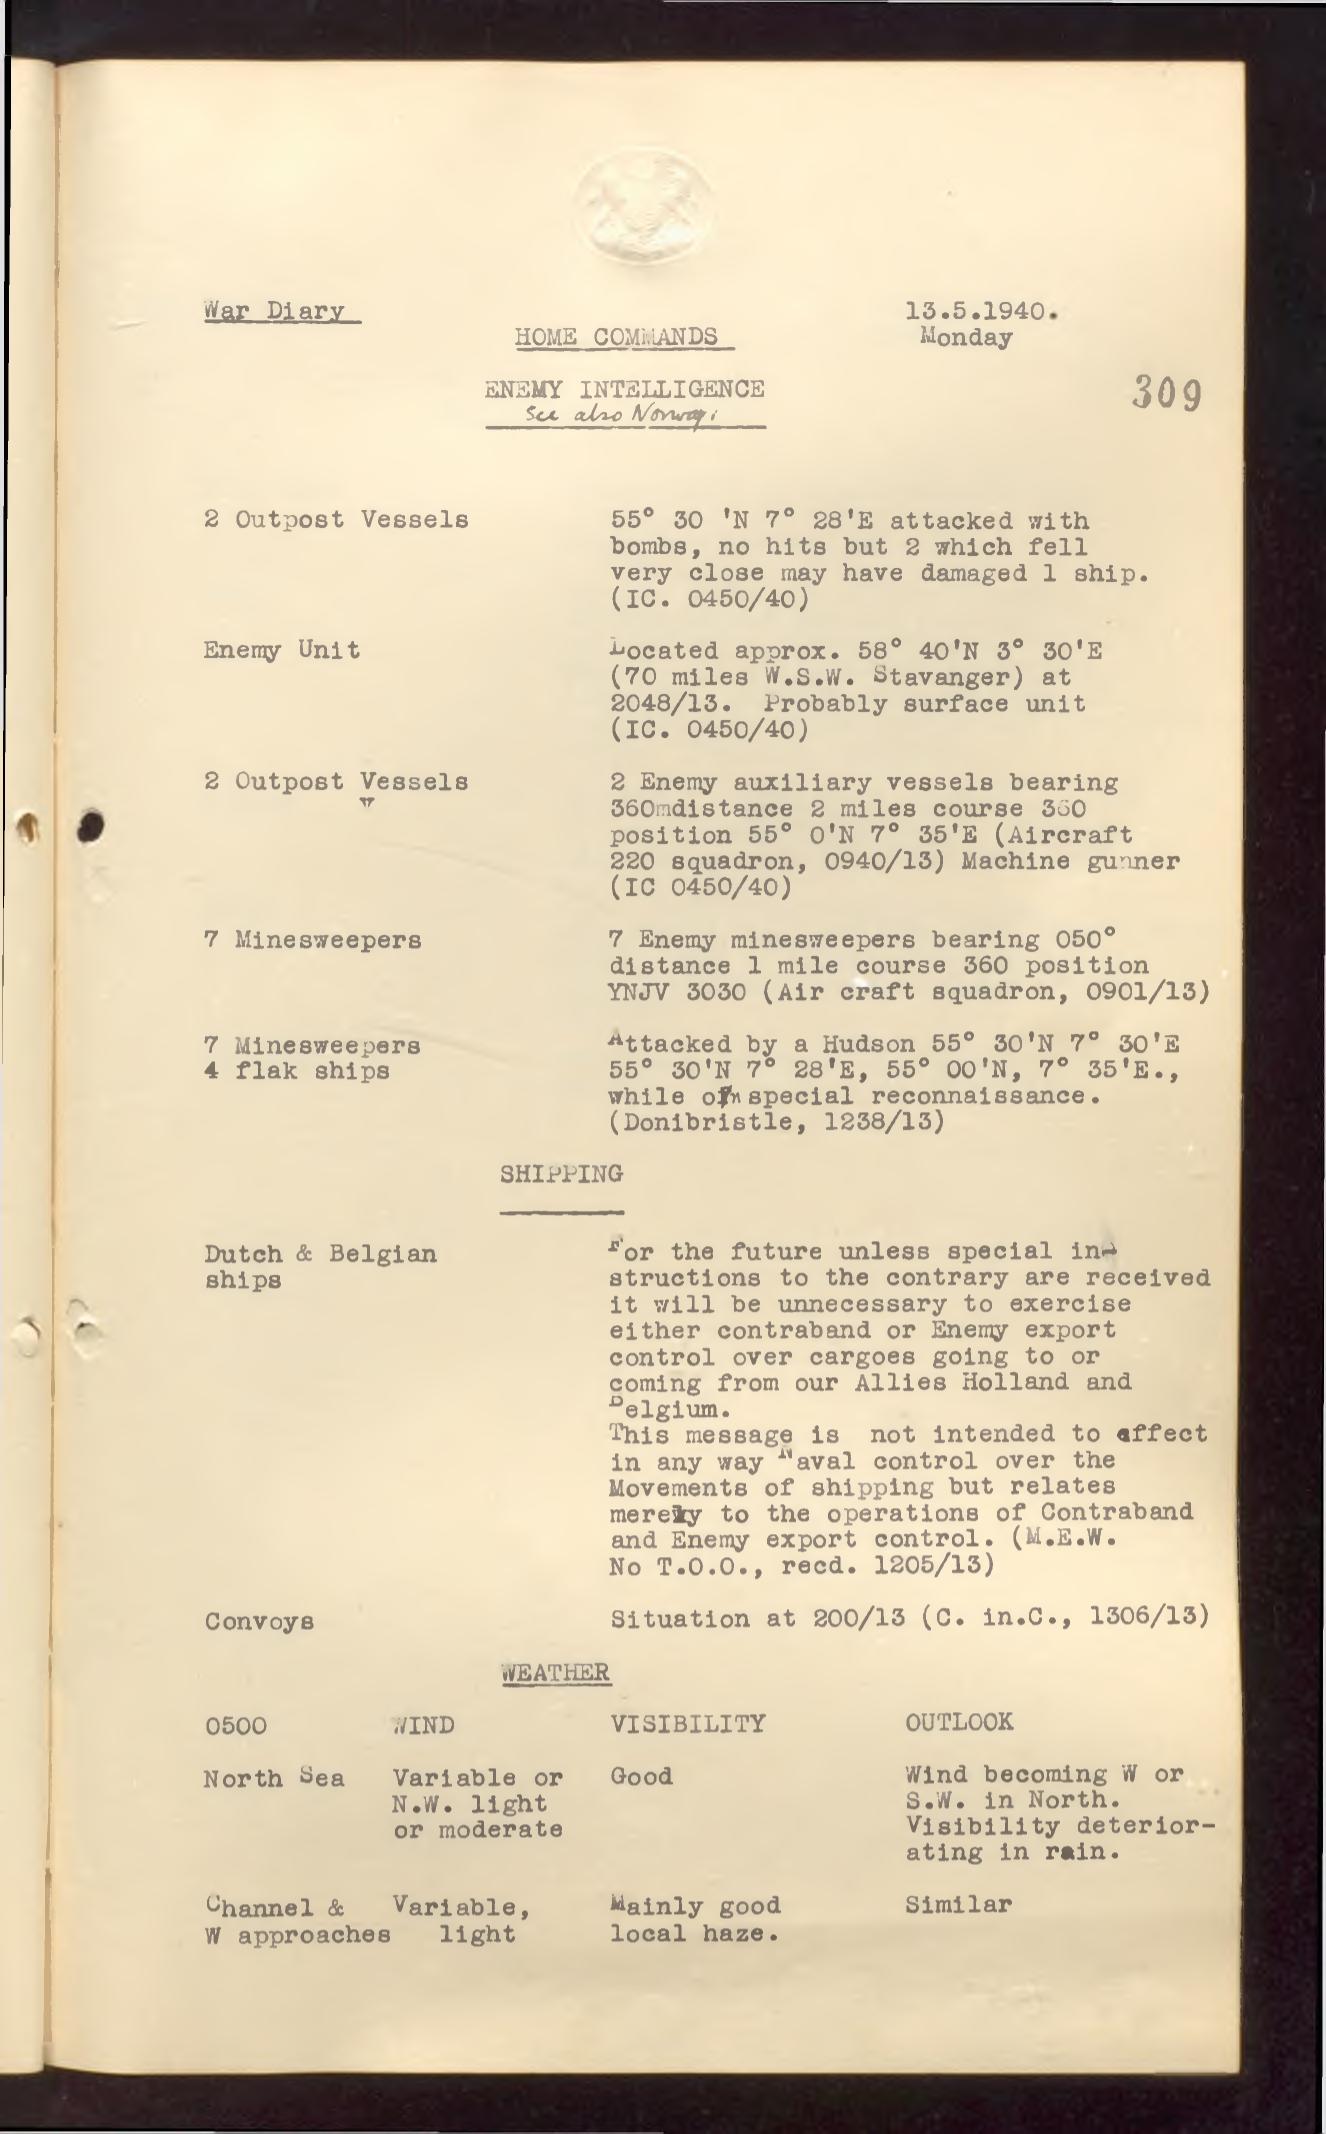 War Diary 13.5.1940.
HOME COMMANDS Monday
ENEMY INTELLIGENCE 309
See also Norway.
2 Outpost Vessels 55° 30 'N 7° 28'E attacked with
bombs, no hits but 2 which fell
very close may have damaged 1 ship.
(IC. 0450/40)
Enemy Unit Located approx. 58° 40'N 3° 30'E
(70 miles W.S.W. Stavanger) at
2048/13. Probably surface unit
(IC. 0450/40)
2 Outpost Vessels 2 Enemy auxiliary vessels bearing
360mdistance 2 miles course 360
position 55° 0'N 7° 35'E (Aircraft
220 squadron, 0940/13) Machine gunner
(IC 0450/40)
7 Minesweepers 7 Enemy minesweepers bearing 050°
distance 1 mile course 360 position
YNJV 3030 (Air craft squadron, 0901/13)
7 Minesweepers Attacked by a Hudson 55° 30'N 7° 30'E
4 flak ships 55° 30'N 7° 28'E, 55° 00'N, 7° 35'E.,
while on special reconnaissance.
(Donibristle, 1238/13)
SHIPPING
Dutch & Belgian For the future unless special in-
ships structions to the contrary are received
it will be unnecessary to exercise
either contraband or Enemy export
control over cargoes going to or
coming from our Allies Holland and
Belgium.
This message is not intended to affect
in any way Naval control over the
Movements of shipping but relates
merely to the operations of Contraband
and Enemy export control. (M.E.W.
No T.O.O., recd. 1205/13)
Convoys Situation at 200/13 (C. in.C., 1306/13)
WEATHER
0500 WIND VISIBILITY OUTLOOK
North Sea Variable or Good Wind becoming W or
N.W. light S.W. in North.
or moderate Visibility deterior-
ating in rain.
Channel & Variable, Mainly good Similar
W approaches light local haze.